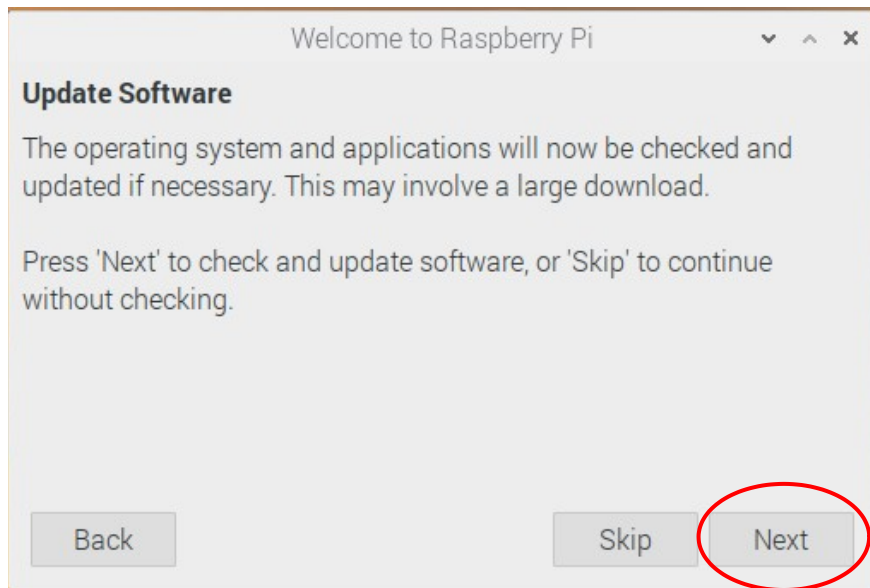 Welcome to Raspberry Pi
Update Software
The operating system and applications will now be checked and
updated if necessary. This may involve a large download.
Press 'Next' to check and update software, or 'Skip' to continue
without checking.
Back Skip Next